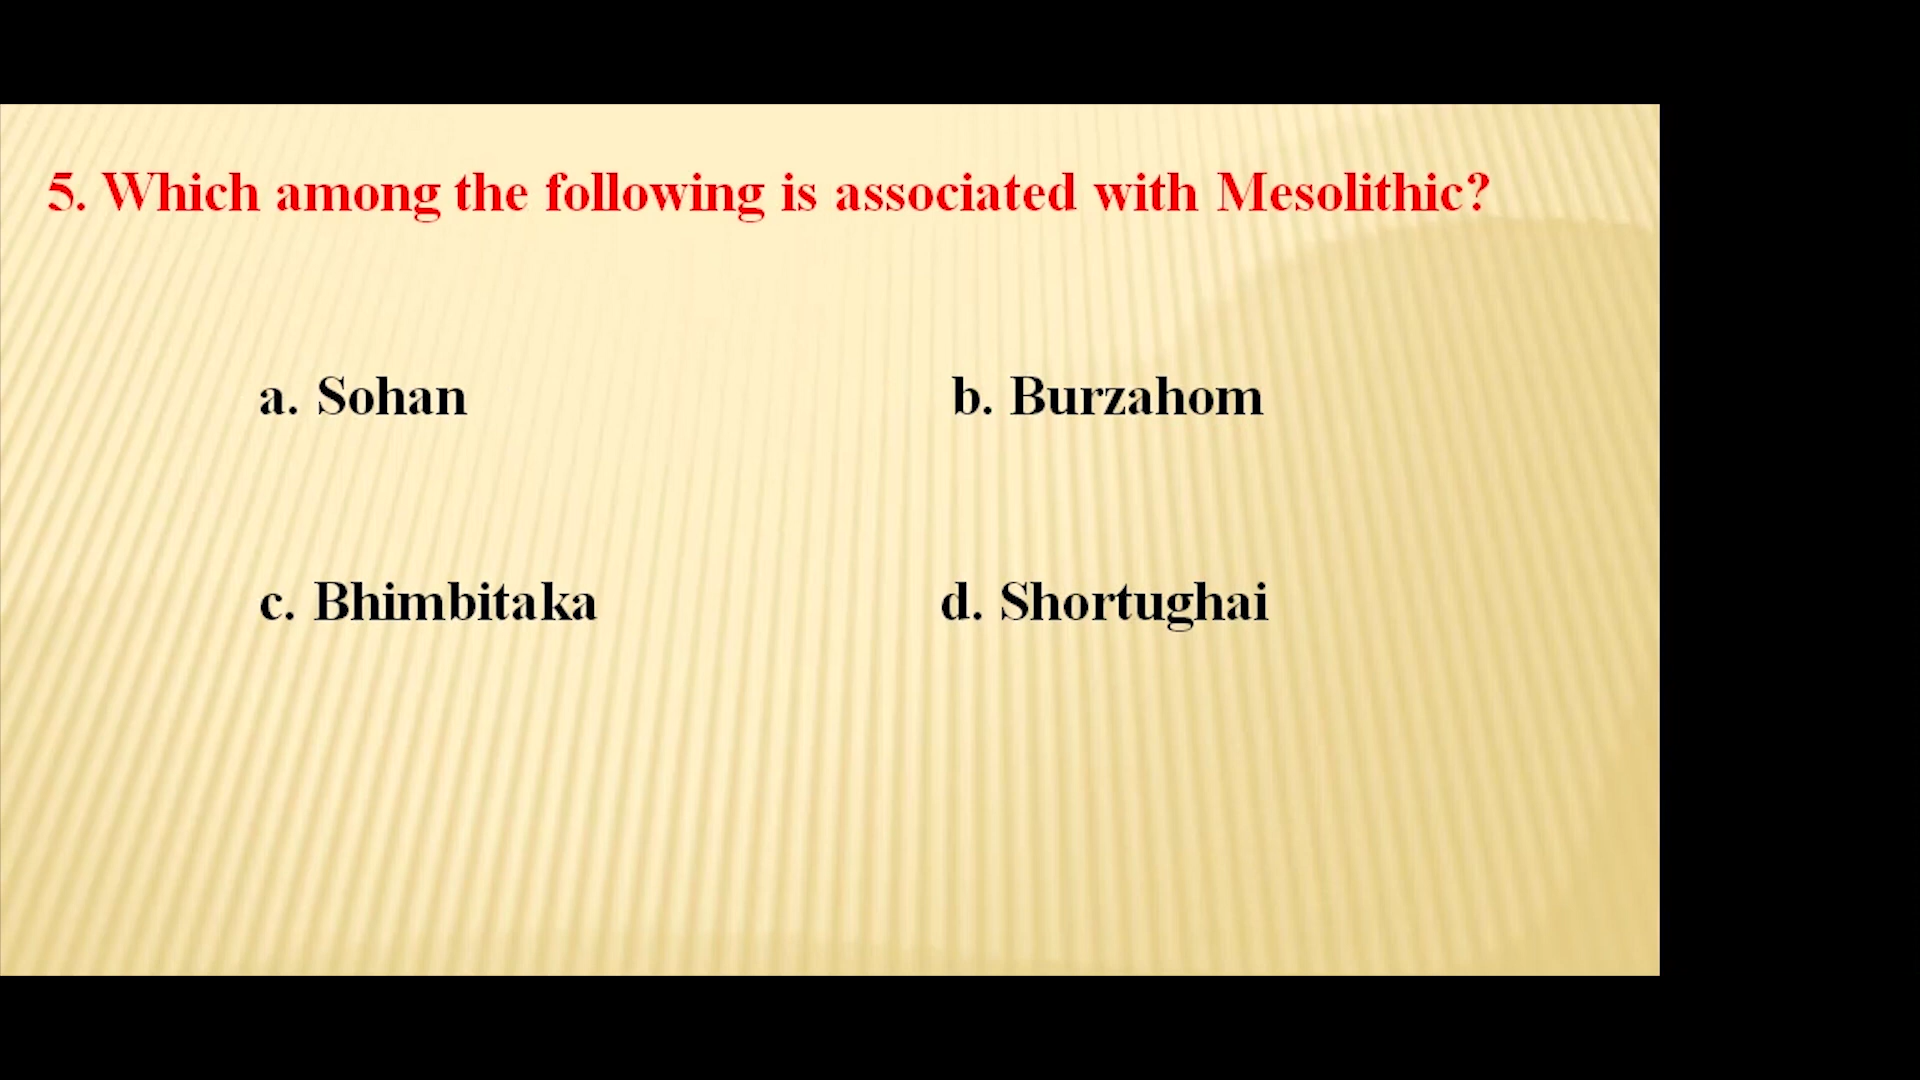 5. Which among the following is associated with Mesolithic?
a. Sohan b. Burzahom
c. Bhimbitaka d. Shortughai